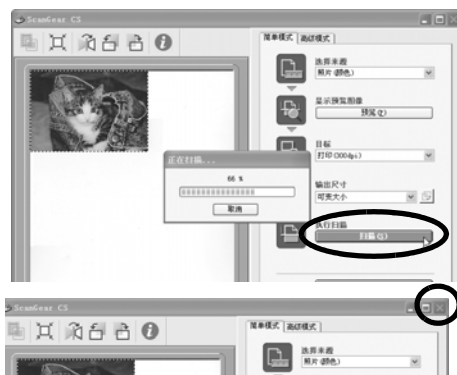 ScanGear CS
简单模式 高级模式
选择来源
照片(颜色)
显示预览图像
预览(P)
目标
打印(300dpi)
正在扫描...
66 %
取消
输出尺寸
可变大小
执行扫描
扫描(S)
ScanGear CS
简单模式 高级模式
选择来源
照片(颜色)